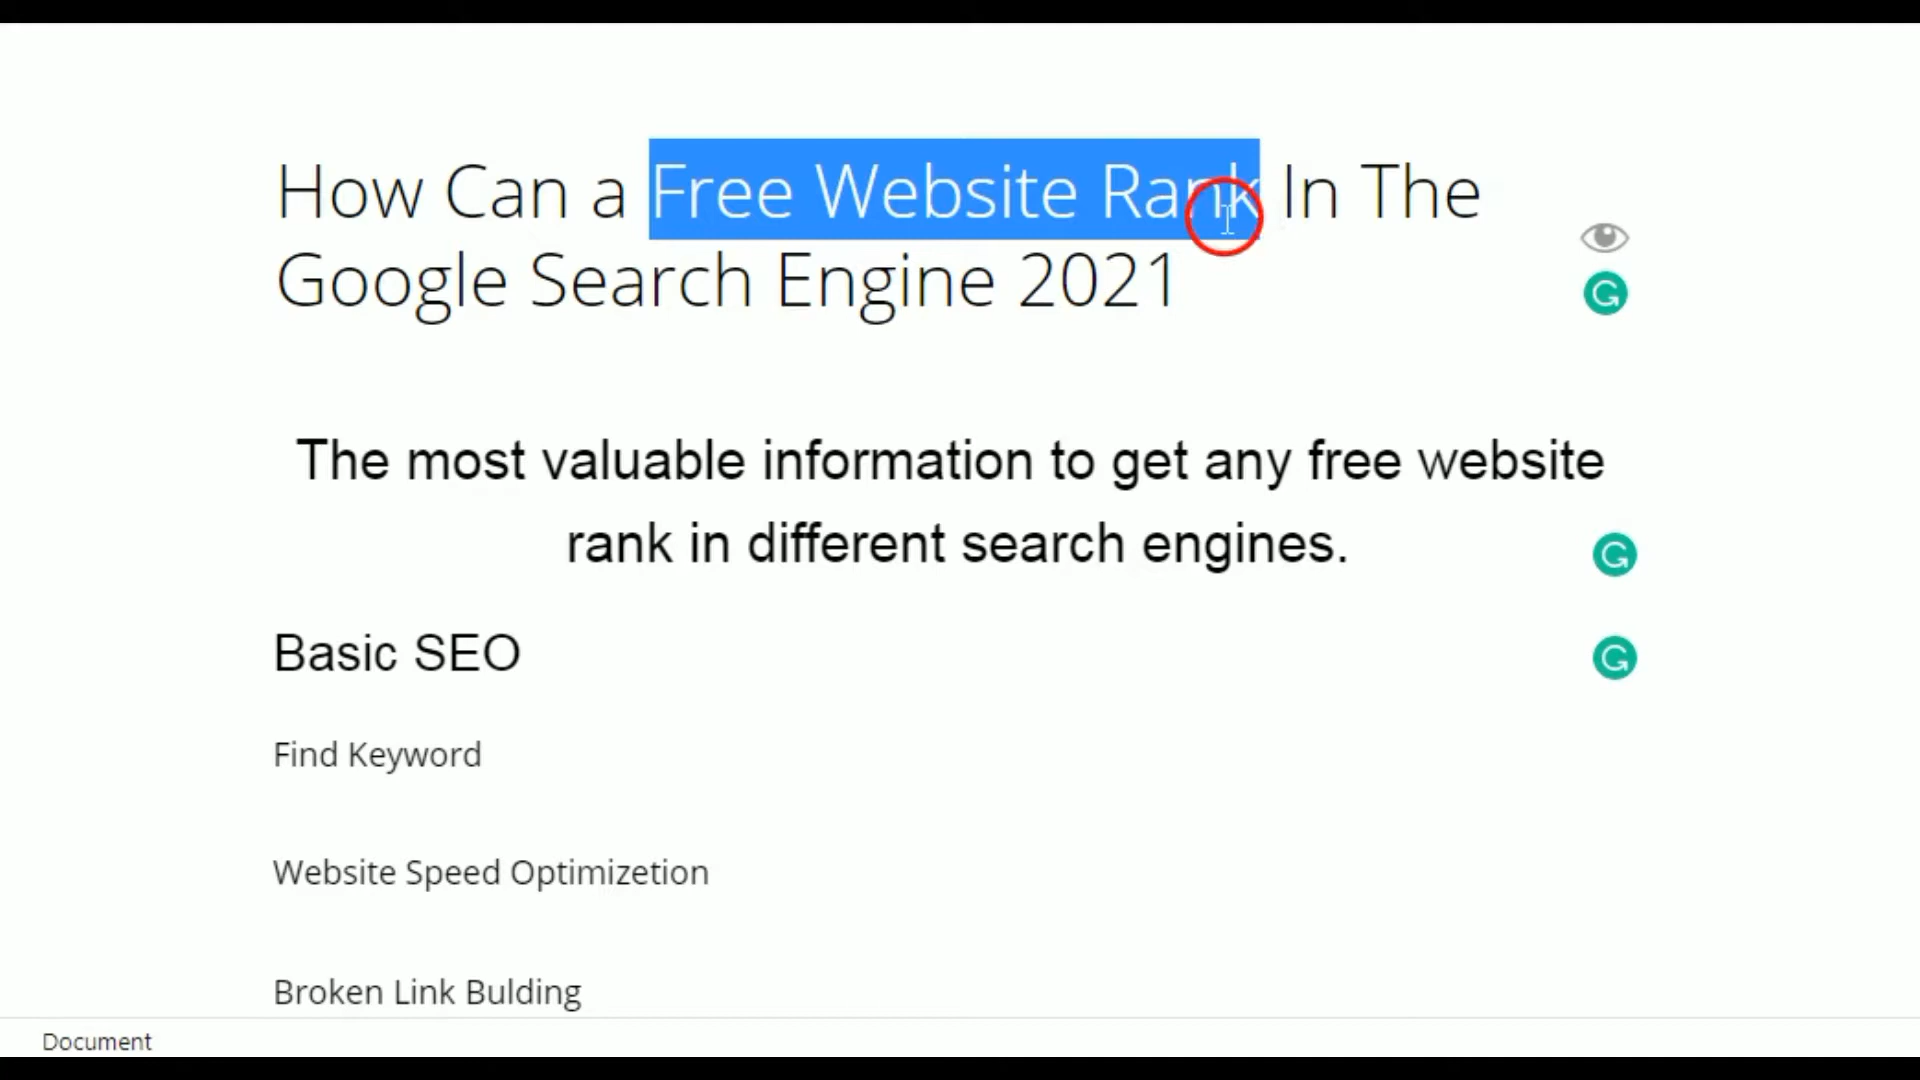 How Can a Free Website Rank In The
Google Search Engine 2021
The most valuable information to get any free website
rank in different search engines.
Basic SEO
Find Keyword
Website Speed Optimizetion
Broken Link Bulding
Document